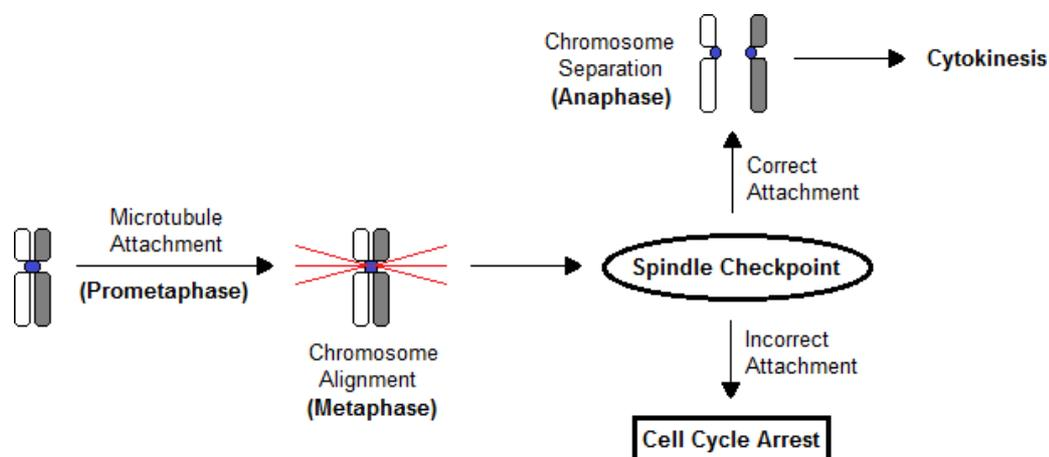 Chromosome
Separation
(Anaphase)
Cytokinesis
Correct
Attachment
Microtubule
Attachment
(Prometaphase)
Spindle Checkpoint
Chromosome
Alignment
(Metaphase)
Incorrect
Attachment
Cell Cycle Arrest